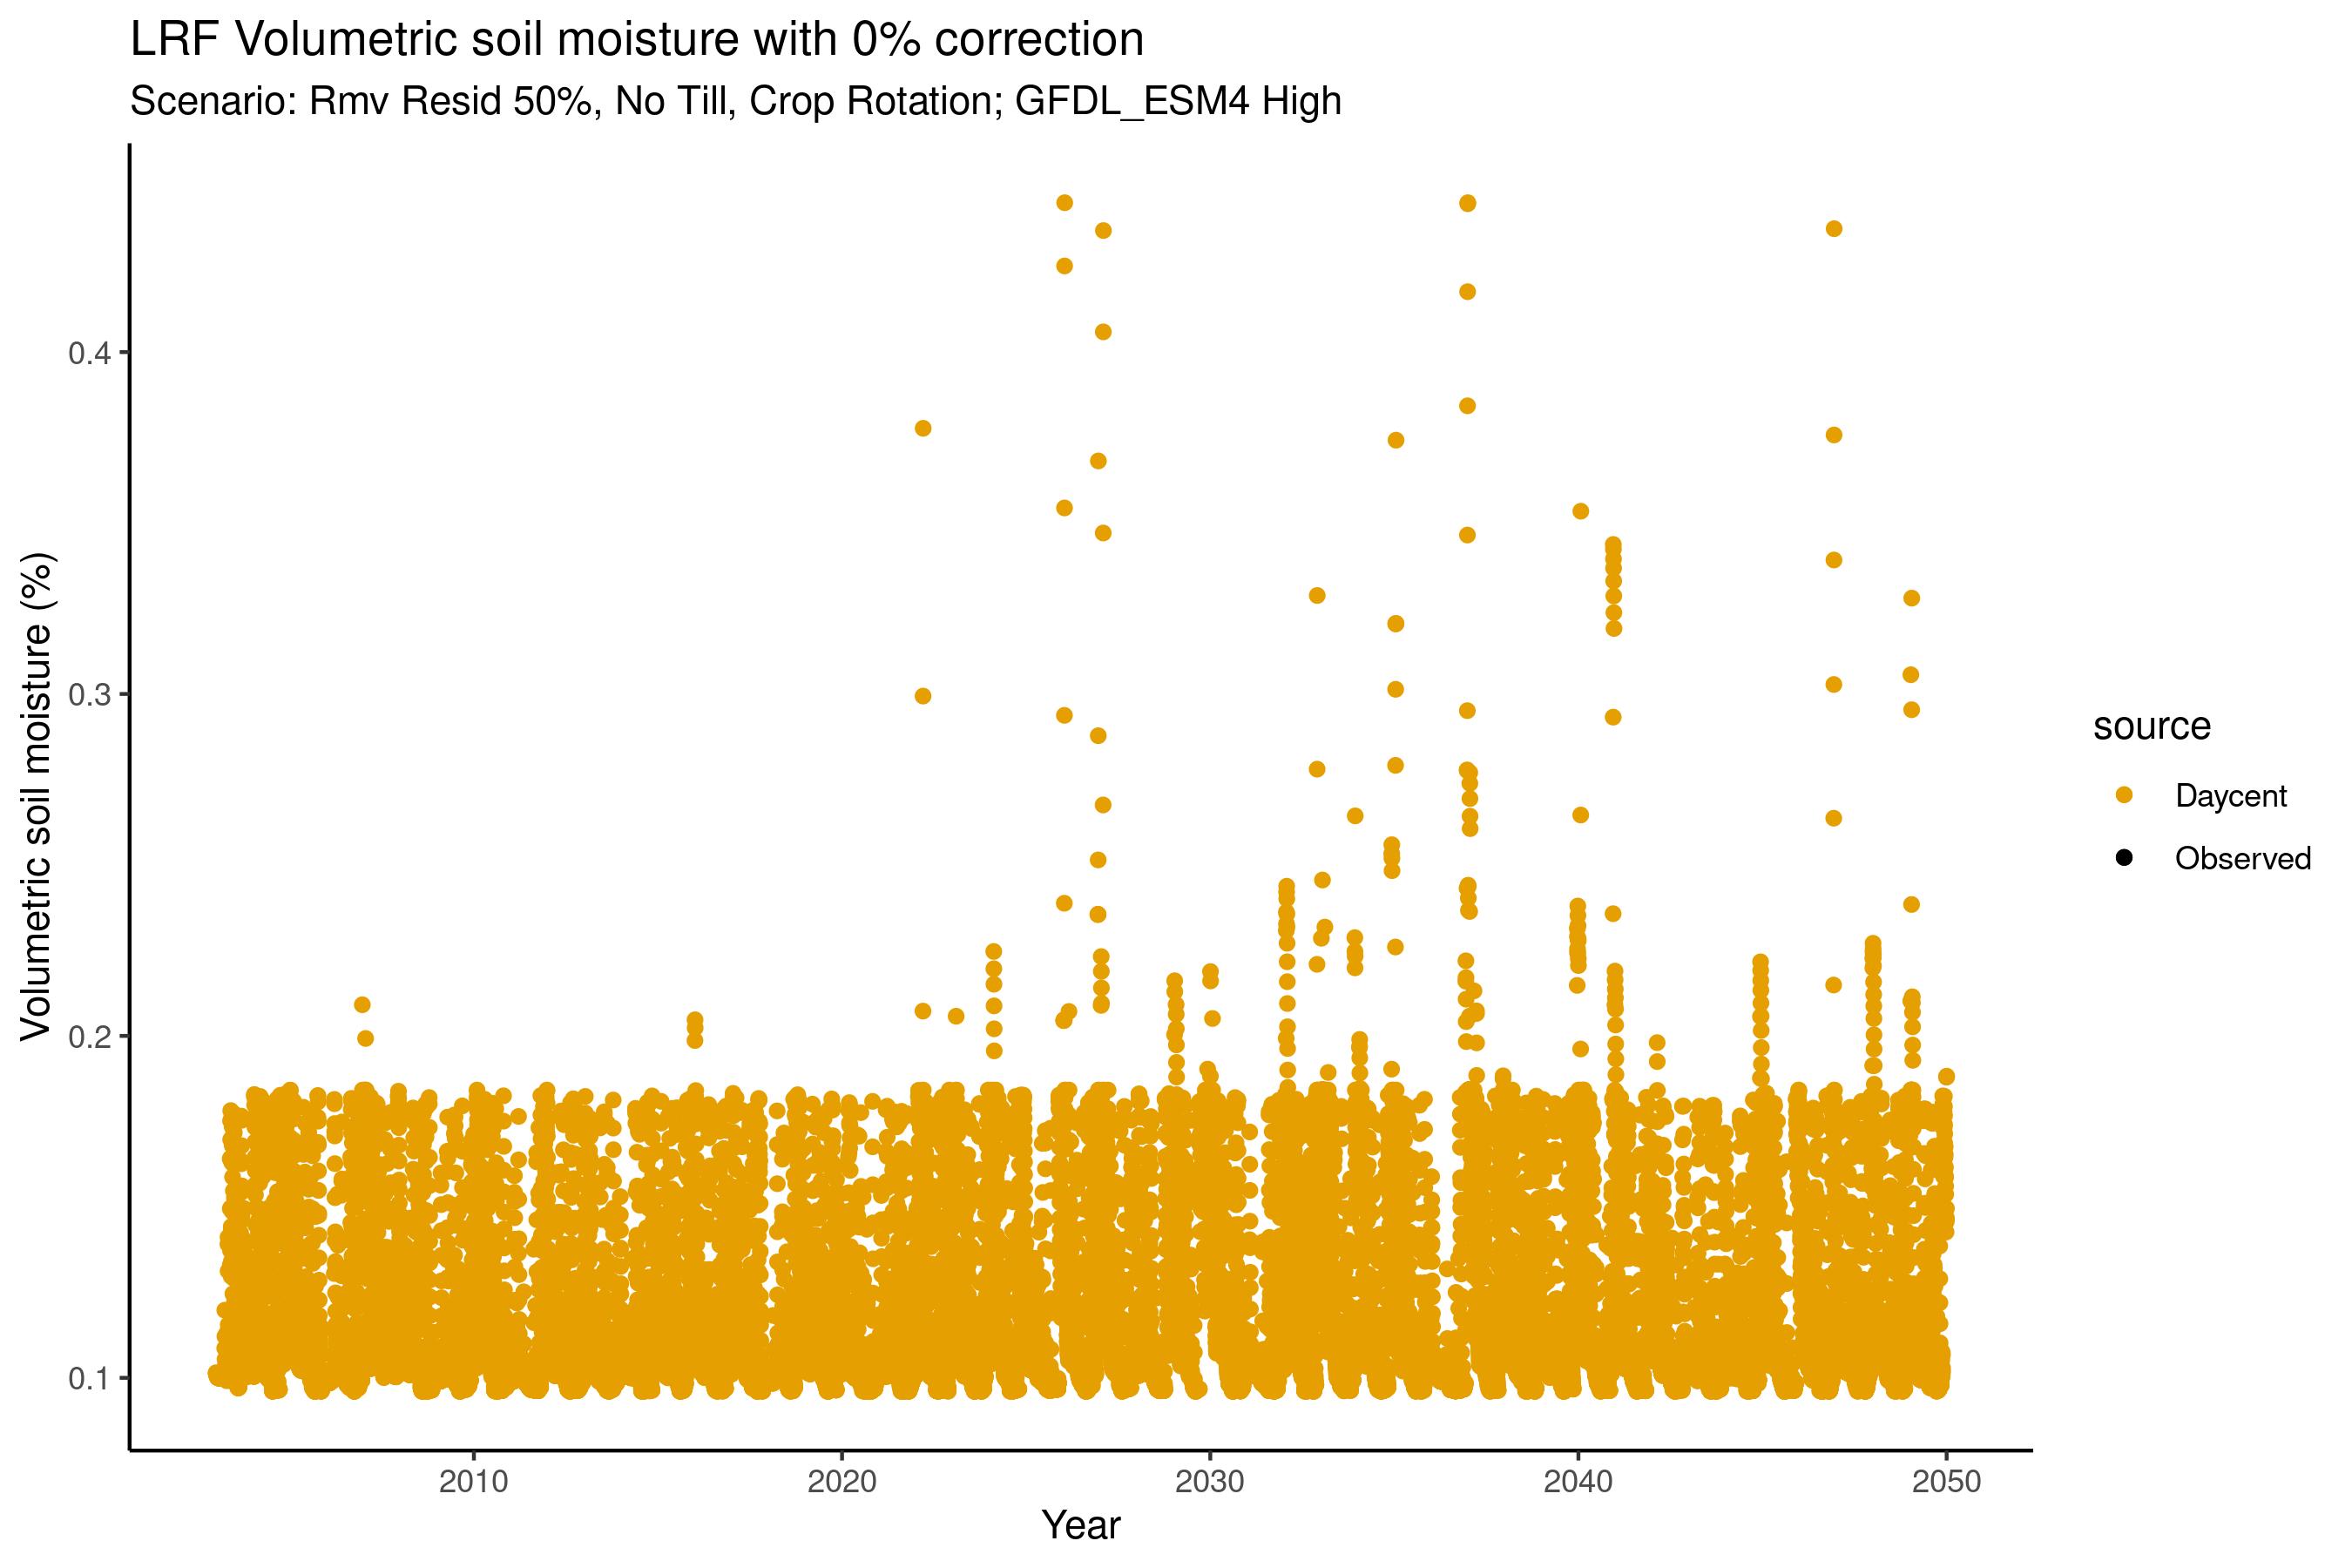 LRF Volumetric soil moisture with 0% correction
Scenario: Rmv Resid 50%, No Till, Crop Rotation; GFDL_ESM4 High
Volumetric soil moisture (%)
0.4
0.3
0.2
0.1
2010
2020
2030
2040
2050
Year
source
Daycent
Observed